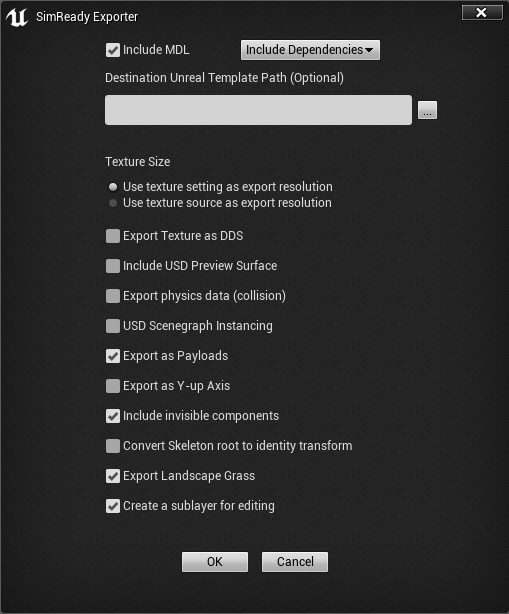 SimReady Exporter
Include MDL
Include Dependencies
Destination Unreal Template Path (Optional)
...
Texture Size
Use texture setting as export resolution
Use texture source as export resolution
Export Texture as DDS
Include USD Preview Surface
Export physics data (collision)
USD Scenegraph Instancing
Export as Payloads
Export as Y-up Axis
Include invisible components
Convert Skeleton root to identity transform
Export Landscape Grass
Create a sublayer for editing
OK
Cancel